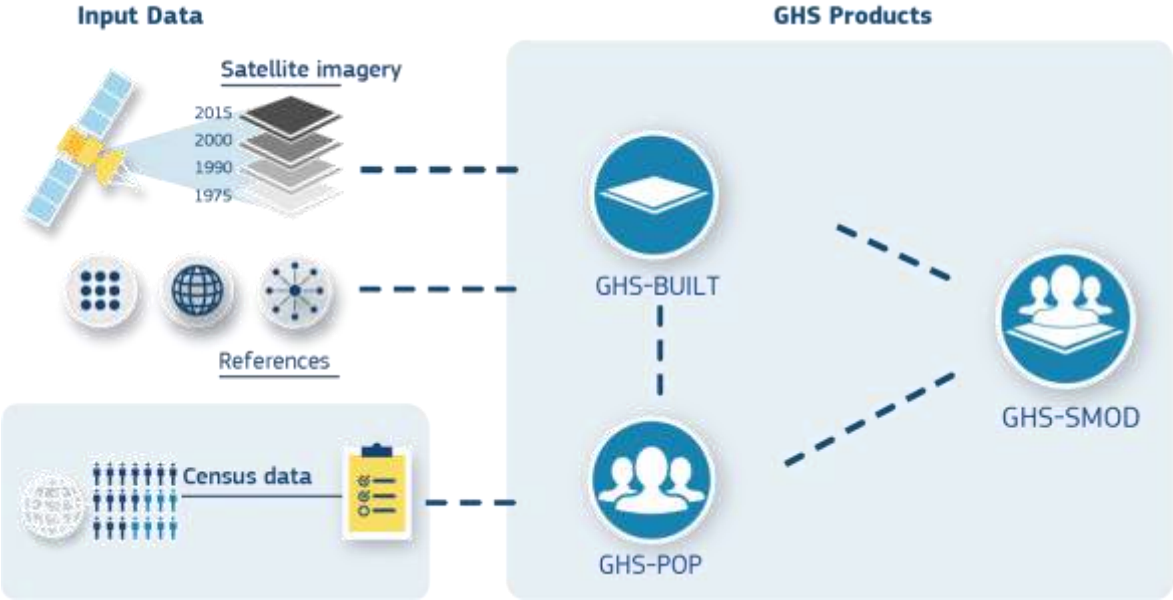 Input Data
GHS Products
Satellite imagery
2015
2000
1990
1975
References
Census data
GHS-BUILT
GHS-POP
GHS-SMOD